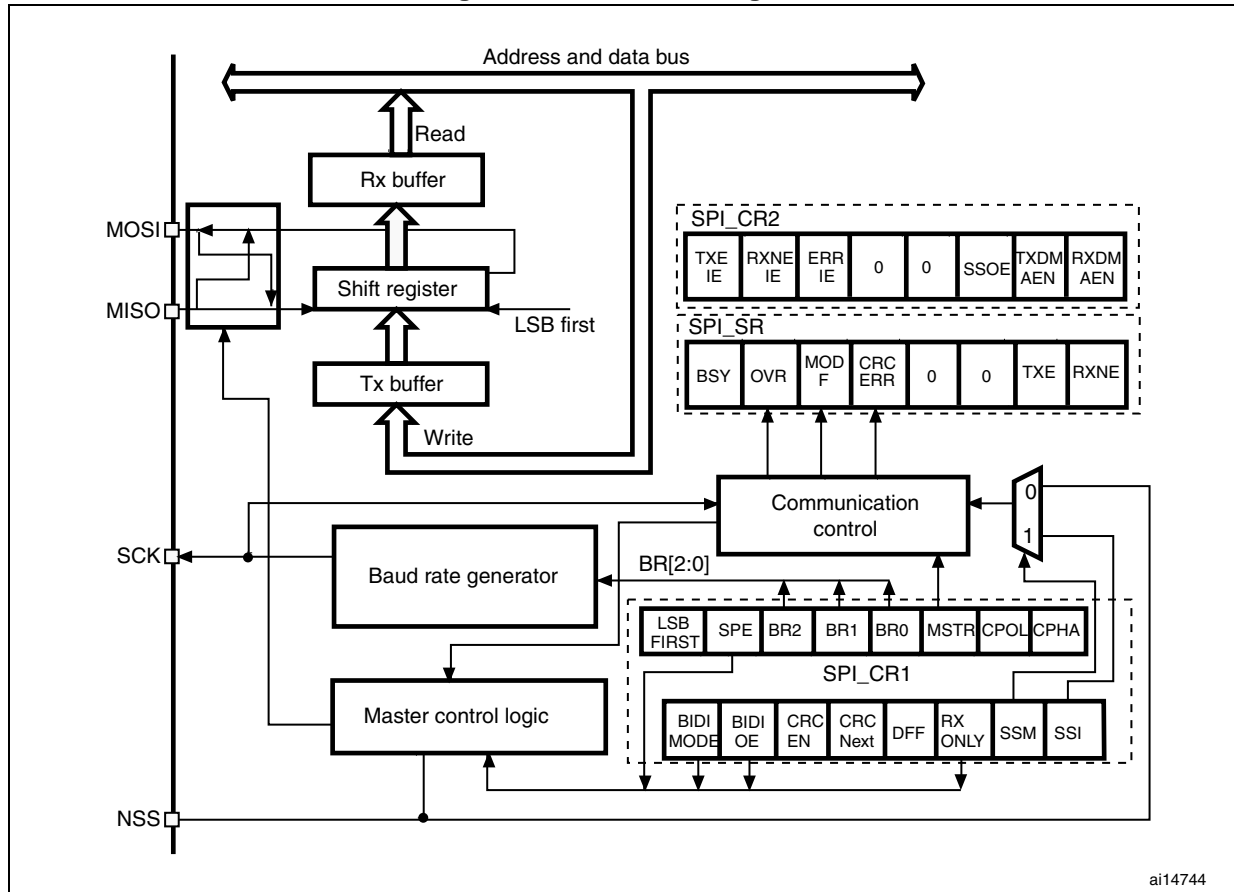 Address and data bus
Read
Rx buffer
MOSI
SPI_CR2
TXE
IE
RXNE
IE
ERR
IE
0
0
SSOE
TXDM
AEN
RXDM
AEN
Shift register
MISO
LSB first
SPI_SR
BSY
OVR
MOD
F
CRC
ERR
0
0
TXE
RXNE
Tx buffer
Write
Communication
control
0
1
SCK
Baud rate generator
BR[2:0]
LSB
FIRST
SPE
BR2
BR1
BR0
MSTR
CPOL
CPHA
SPI_CR1
Master control logic
BIDI
MODE
BIDI
OE
CRC
EN
CRC
Next
DFF
RX
ONLY
SSM
SSI
NSS
ai14744